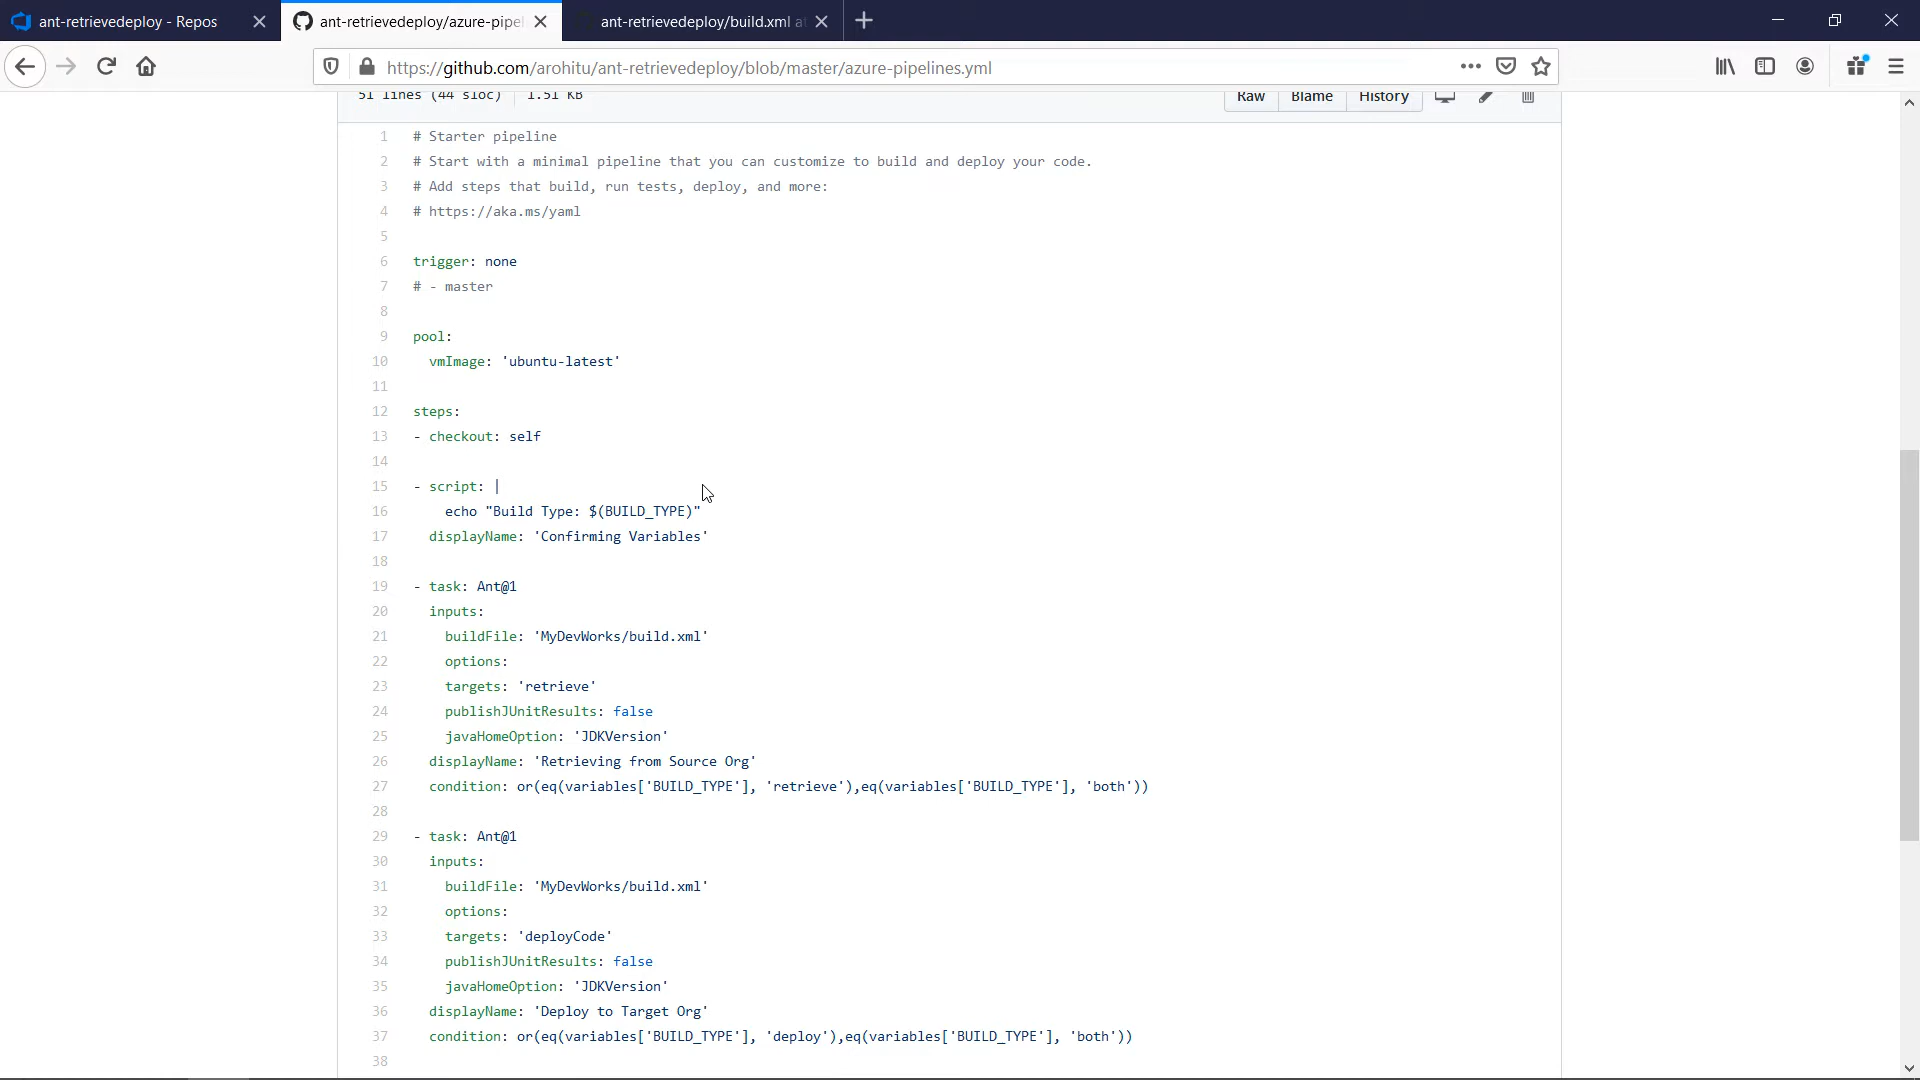 ant-retrievedeploy - Repos
ant-retrievedeploy/azure-pipel
ant-retrievedeploy/build.xml at
https://github.com/arohitu/ant-retrievedeploy/blob/master/azure-pipelines.yml
51 lines (44 sloc) 1.51 KB
Raw Blame History
1 # Starter pipeline
2 # Start with a minimal pipeline that you can customize to build and deploy your code.
3 # Add steps that build, run tests, deploy, and more:
4 # https://aka.ms/yaml
5
6 trigger: none
7 # - master
8
9 pool:
10 vmImage: 'ubuntu-latest'
11
12 steps:
13 - checkout: self
14
15 - script: |
16 echo "Build Type: $(BUILD_TYPE)"
17 displayName: 'Confirming Variables'
18
19 - task: Ant@1
20 inputs:
21 buildFile: 'MyDevWorks/build.xml'
22 options:
23 targets: 'retrieve'
24 publishJUnitResults: false
25 javaHomeOption: 'JDKVersion'
26 displayName: 'Retrieving from Source Org'
27 condition: or(eq(variables['BUILD_TYPE'], 'retrieve'),eq(variables['BUILD_TYPE'], 'both'))
28
29 - task: Ant@1
30 inputs:
31 buildFile: 'MyDevWorks/build.xml'
32 options:
33 targets: 'deployCode'
34 publishJUnitResults: false
35 javaHomeOption: 'JDKVersion'
36 displayName: 'Deploy to Target Org'
37 condition: or(eq(variables['BUILD_TYPE'], 'deploy'),eq(variables['BUILD_TYPE'], 'both'))
38